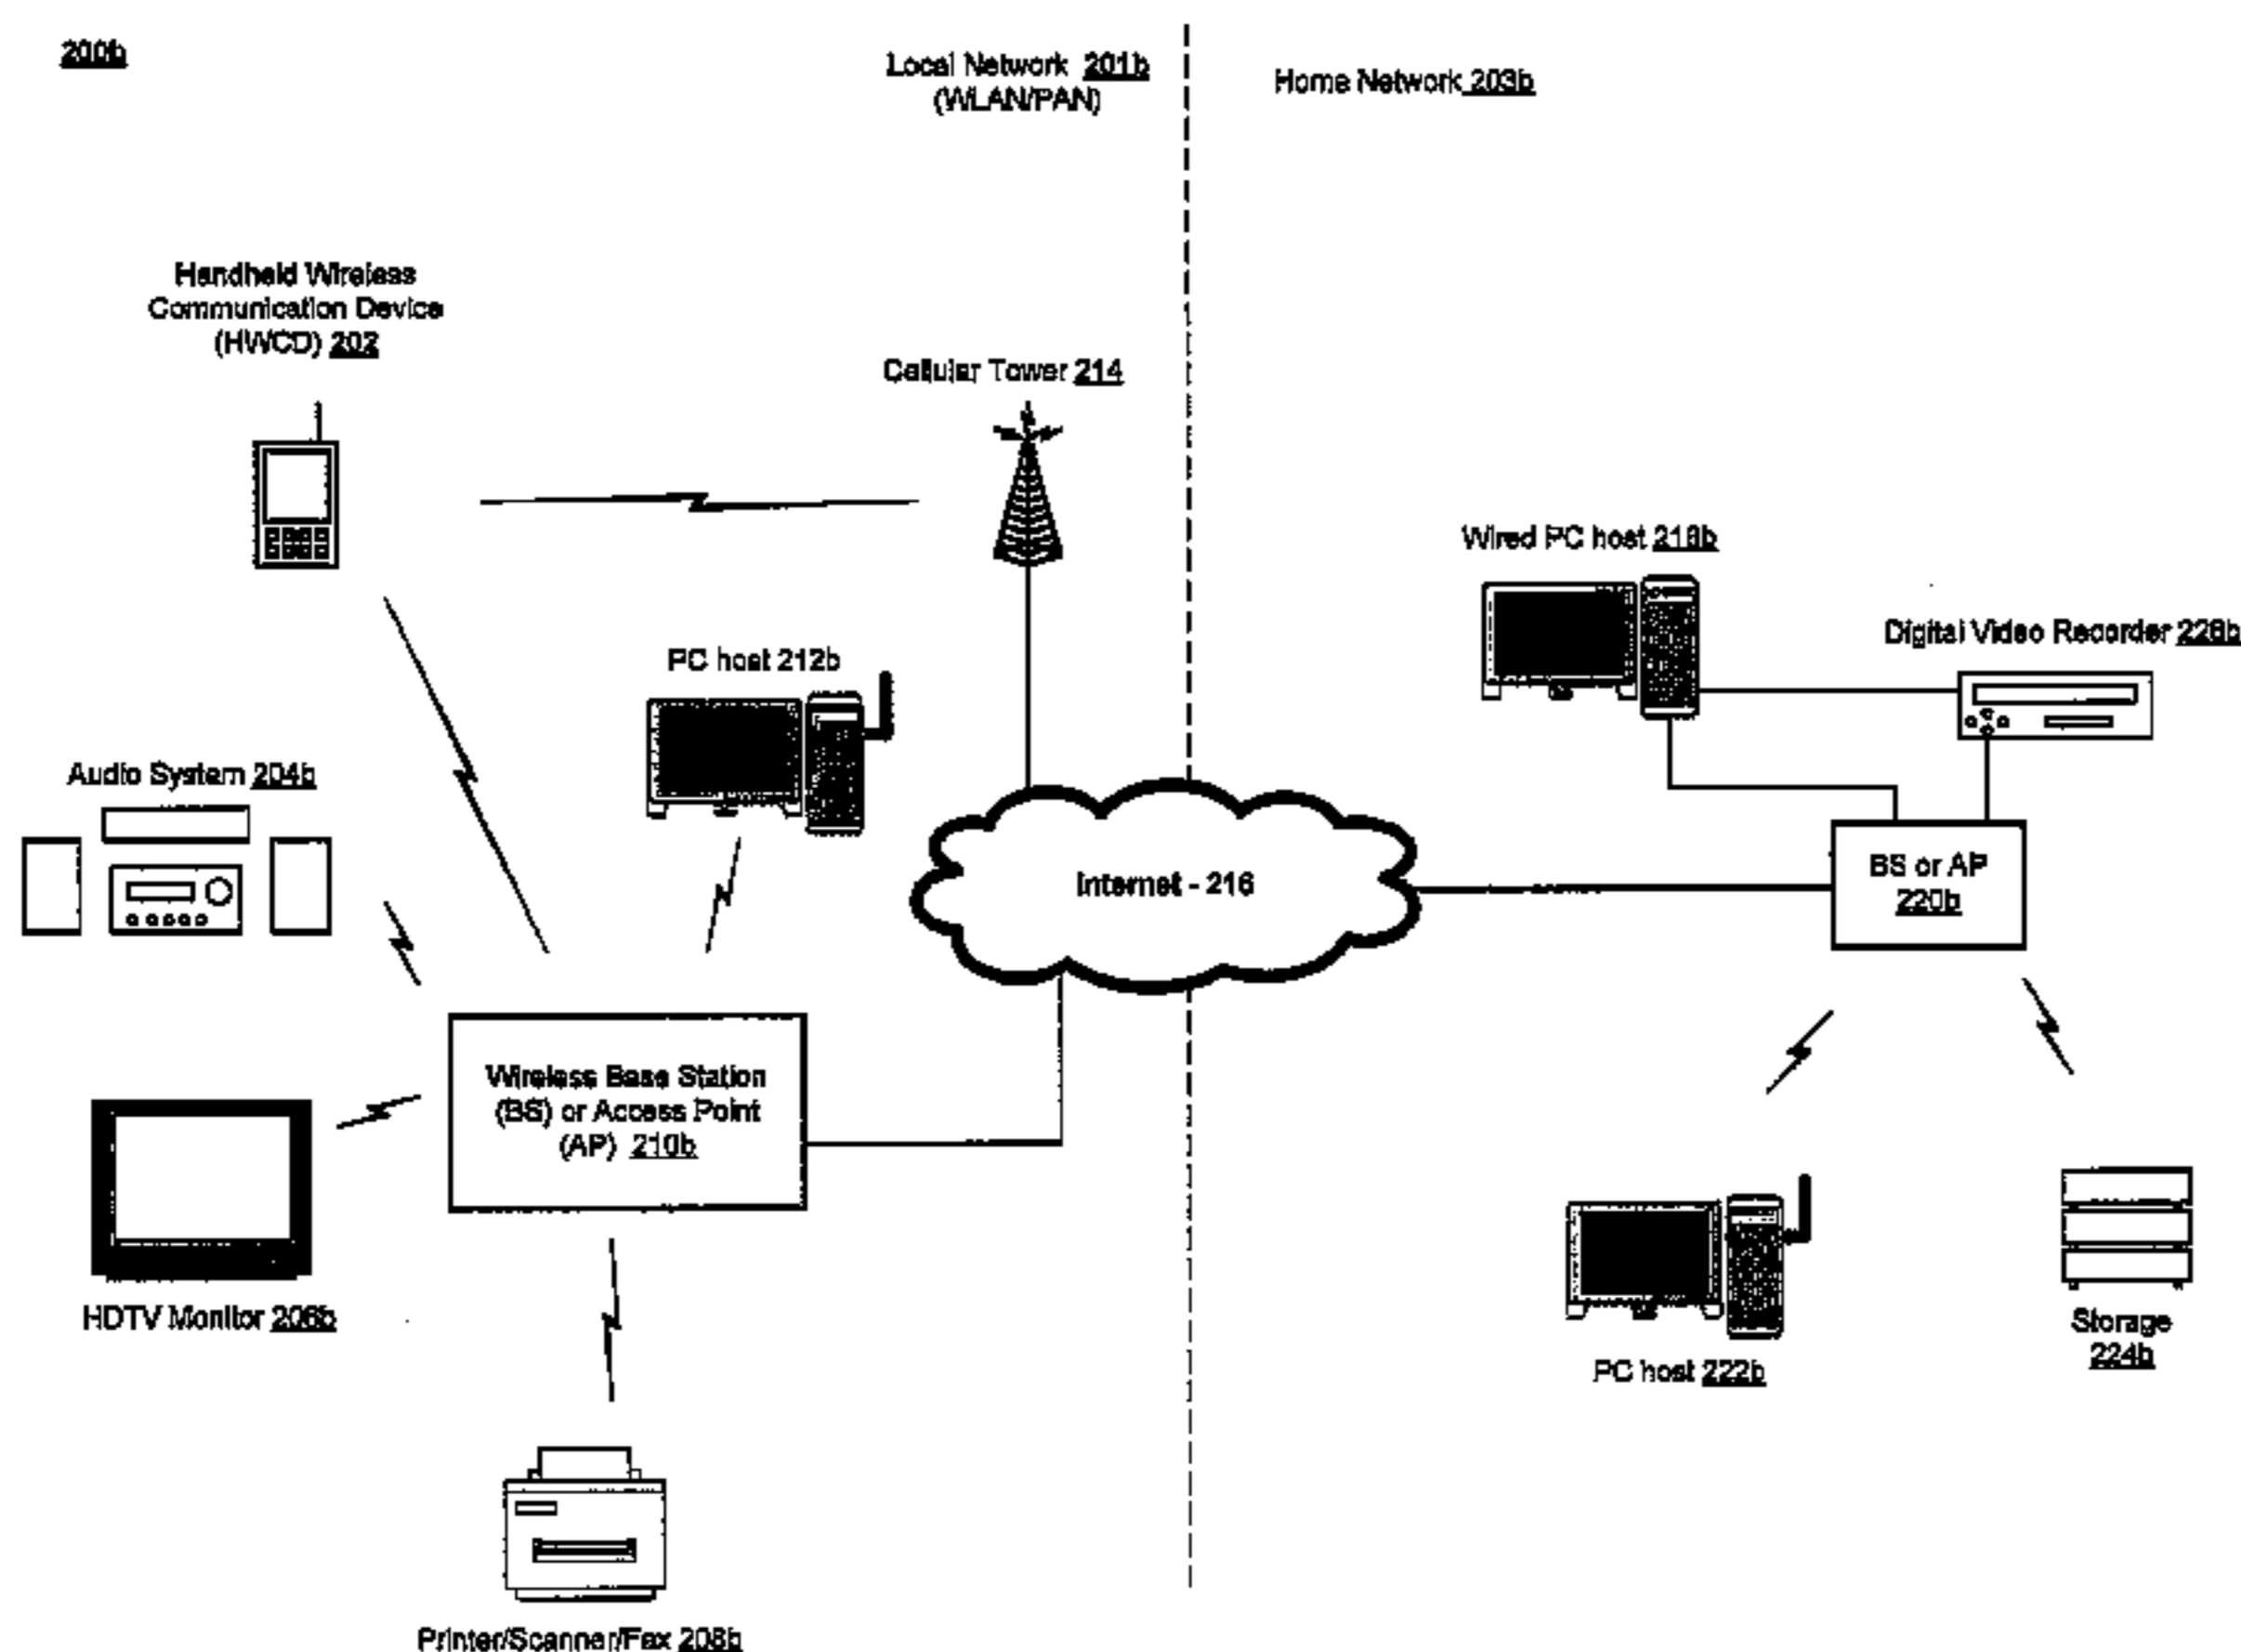 200b
Local Network 201b
(WLAN/PAN)
Home Network 203b
Handheld Wireless
Communication Device
(HWCD) 202
Cellular Tower 214
Wired PC host 218b
Digital Video Recorder 226b
PC host 212b
Audio System 204b
Internet - 216
BS or AP
220b
Wireless Base Station
(BS) or Access Point
(AP) 210b
HDTV Monitor 206b
PC host 222b
Storage
224b
Printer/Scanner/Fax 208b